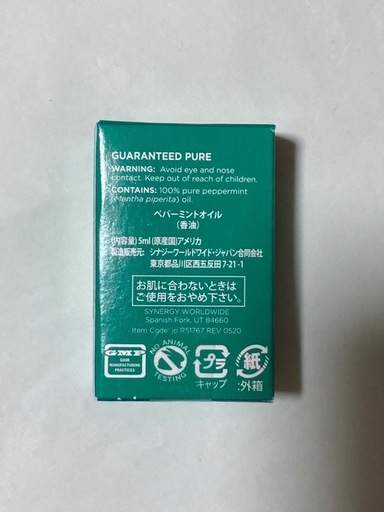 GUARANTEED PURE
WARNING: Avoid eye and nose
contact. Keep out of reach of children.
CONTAINS: 100% pure peppermint
(Mentha piperita) oil.
ペパーミントオイル
(香油)
(内容量) 5ml (原産国)アメリカ
製造販売元: シナジーワールドワイド・ジャパン合同会社
東京都品川区西五反田7-21-1
お肌に合わないときは
ご使用をおやめ下さい。
SYNERGY WORLDWIDE
Spanish Fork, UT 84660
Item Code: jp R51767 REV 0520
GMP
GOOD
MANUFACTURING
PRACTICES
NO ANIMAL
TESTING
プラ
キャップ
紙
:外箱